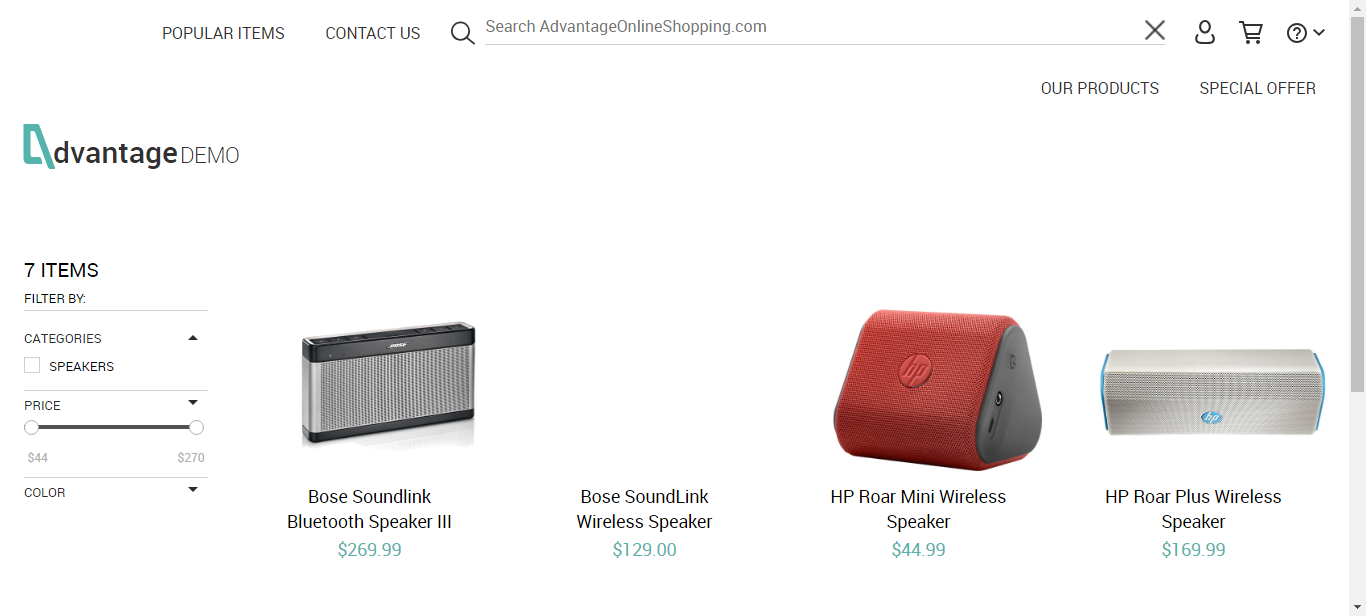 POPULAR ITEMS
CONTACT US
Search AdvantageOnlineShopping.com
OUR PRODUCTS
SPECIAL OFFER
dvantage DEMO
7 ITEMS
FILTER BY:
CATEGORIES
SPEAKERS
PRICE
$44
$270
COLOR
BOSE
hp
hp
Bose Soundlink
Bluetooth Speaker III
$269.99
Bose SoundLink
Wireless Speaker
$129.00
HP Roar Mini Wireless
Speaker
$44.99
HP Roar Plus Wireless
Speaker
$169.99